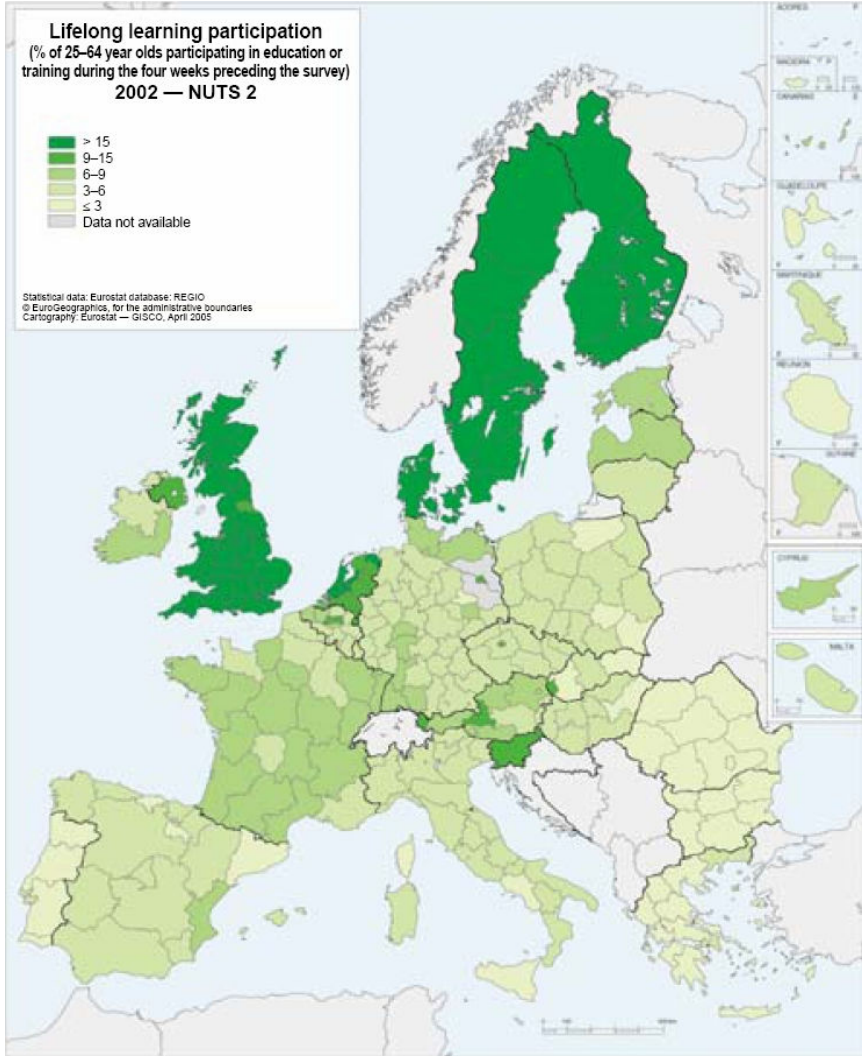 Lifelong learning participation
(% of 25–64 year olds participating in education or
training during the four weeks preceding the survey)
2002 — NUTS 2
> 15
9–15
6–9
3–6
≤ 3
Data not available
Statistical data: Eurostat database: REGIO
© EuroGeographics, for the administrative boundaries
Cartography: Eurostat — GISCO, April 2005
ACORES P
MADEIRA P
CANARIAS E
GUADELOUPE
F
MARTINIQUE
F
REUNION
F
GUYANE
F
CYPRUS
MALTA